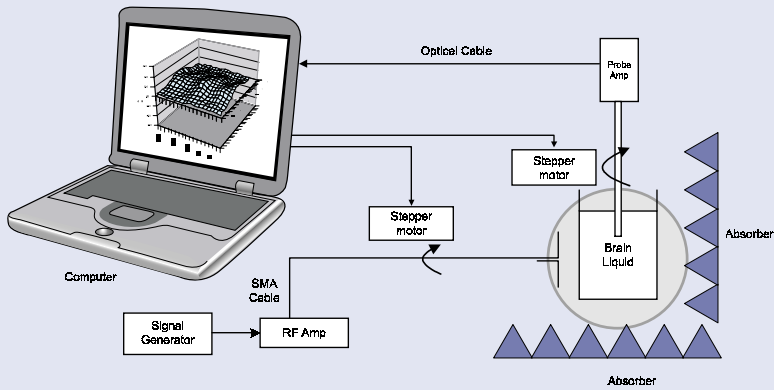 Optical Cable
Probe
Amp
Stepper
motor
Stepper
motor
Absorber
Brain
Liquid
Computer
SMA
Cable
Signal
Generator
RF Amp
Absorber